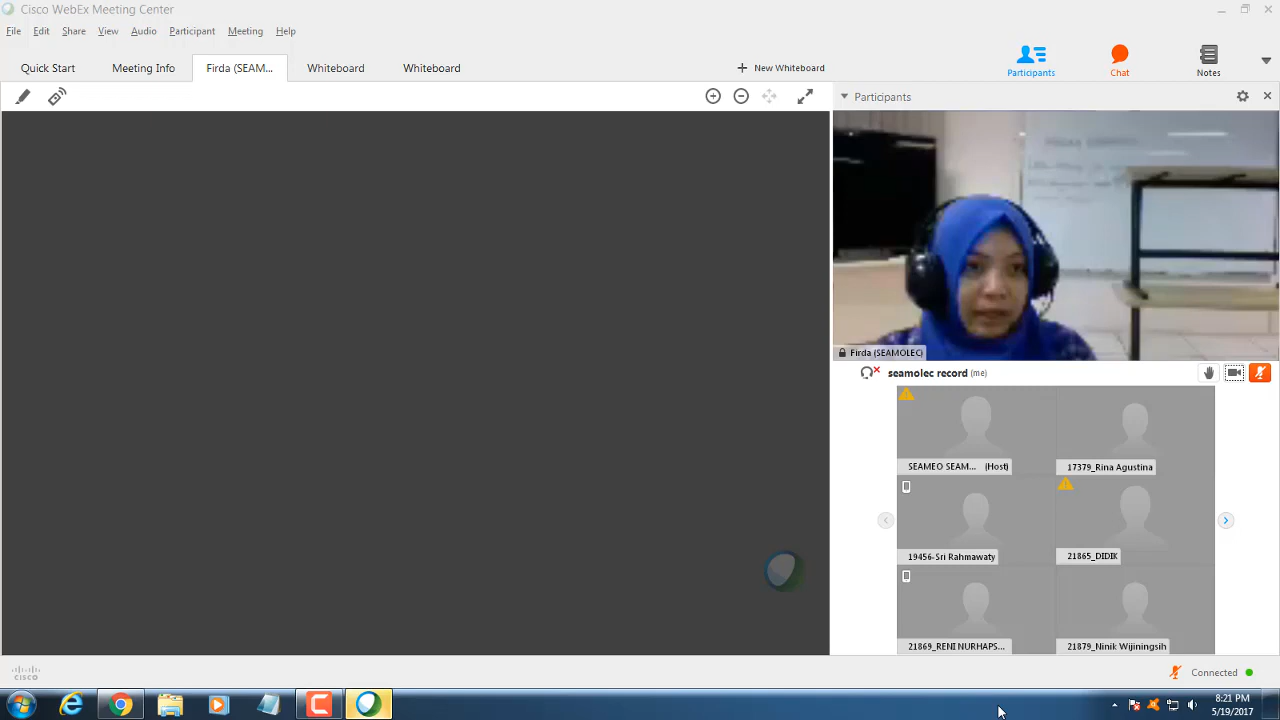 Cisco WebEx Meeting Center
File Edit Share View Audio Participant Meeting Help
Quick Start Meeting Info Firda (SEAM... Whiteboard Whiteboard New Whiteboard
Participants Chat Notes
Participants
Firda (SEAMOLEC)
seamolec record (me)
SEAMEO SEAM... (Host) 17379_Rina Agustina
19456-Sri Rahmawaty 21865_DIDIK
21869_RENI NURHAPS... 21879_Ninik Wijiningsih
cisco
Connected
8:21 PM
5/19/2017